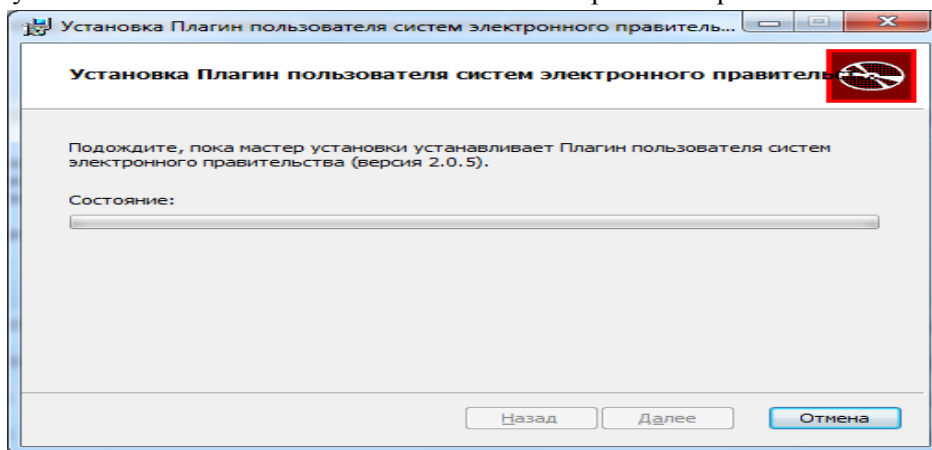 Установка Плагин пользователя систем электронного правитель...
Установка Плагин пользователя систем электронного
Подождите, пока мастер установки устанавливает Плагин пользователя систем
электронного правительства (версия 2.0.5).
Состояние:
Назад Далее Отмена